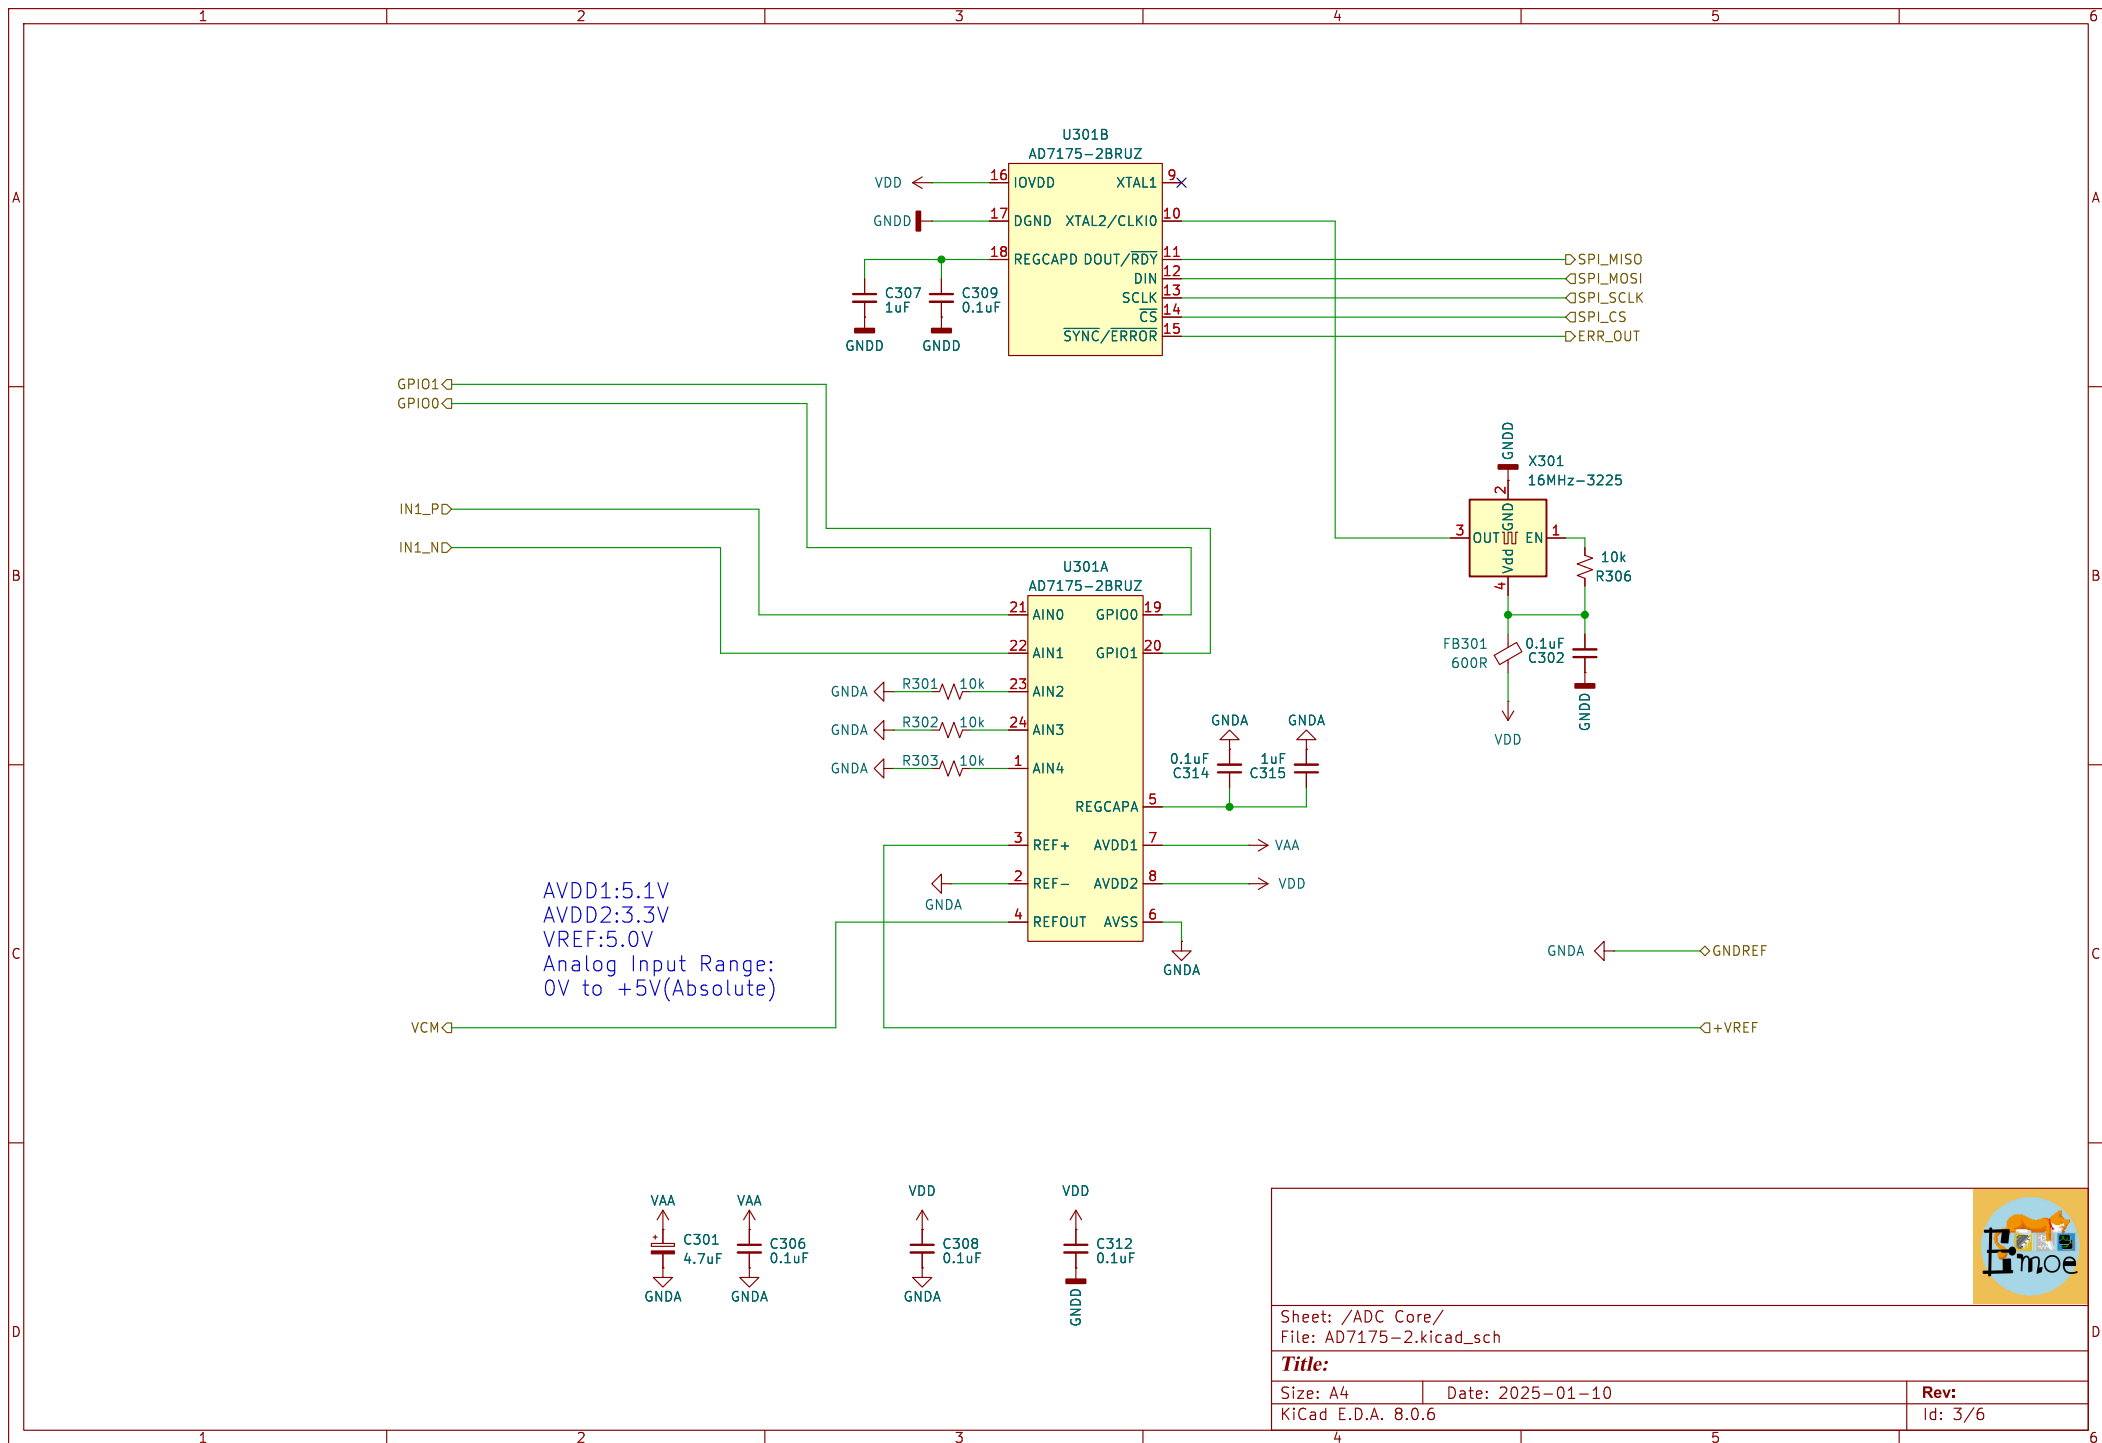 1 2 3 4 5 6
A
B
C
D
A
B
C
D
1 2 3 4 5 6
U301B
AD7175-2BRUZ
VDD 16 IOVDD XTAL1 9
GNDD 17 DGND XTAL2/CLKIO 10
18 REGCAPD DOUT/RDY 11 SPI_MISO
DIN 12 SPI_MOSI
SCLK 13 SPI_SCLK
CS 14 SPI_CS
SYNC/ERROR 15 ERR_OUT
C307
1uF
GNDD
C309
0.1uF
GNDD
GPIO1
GPIO0
IN1_P
IN1_N
GNDD
X301
16MHz-3225
2 GND
3 OUT EN 1
Vdd 4
10k
R306
FB301
600R
0.1uF
C302
VDD
GNDD
U301A
AD7175-2BRUZ
21 AIN0 GPIO0 19
22 AIN1 GPIO1 20
GNDA R301 10k 23 AIN2
GNDA R302 10k 24 AIN3
GNDA R303 10k 1 AIN4
GNDA GNDA
0.1uF
C314
1uF
C315
REGCAPA 5
3 REF+ AVDD1 7 VAA
2 REF- AVDD2 8 VDD
GNDA
4 REFOUT AVSS 6
GNDA
AVDD1:5.1V
AVDD2:3.3V
VREF:5.0V
Analog Input Range:
0V to +5V(Absolute)
GNDA GNDREF
VCM
+VREF
VAA
+
C301
4.7uF
GNDA
VAA
C306
0.1uF
GNDA
VDD
C308
0.1uF
GNDA
VDD
C312
0.1uF
GNDD
Eimoe
Sheet: /ADC Core/
File: AD7175-2.kicad_sch
Title:
Size: A4 Date: 2025-01-10 Rev:
KiCad E.D.A. 8.0.6 Id: 3/6